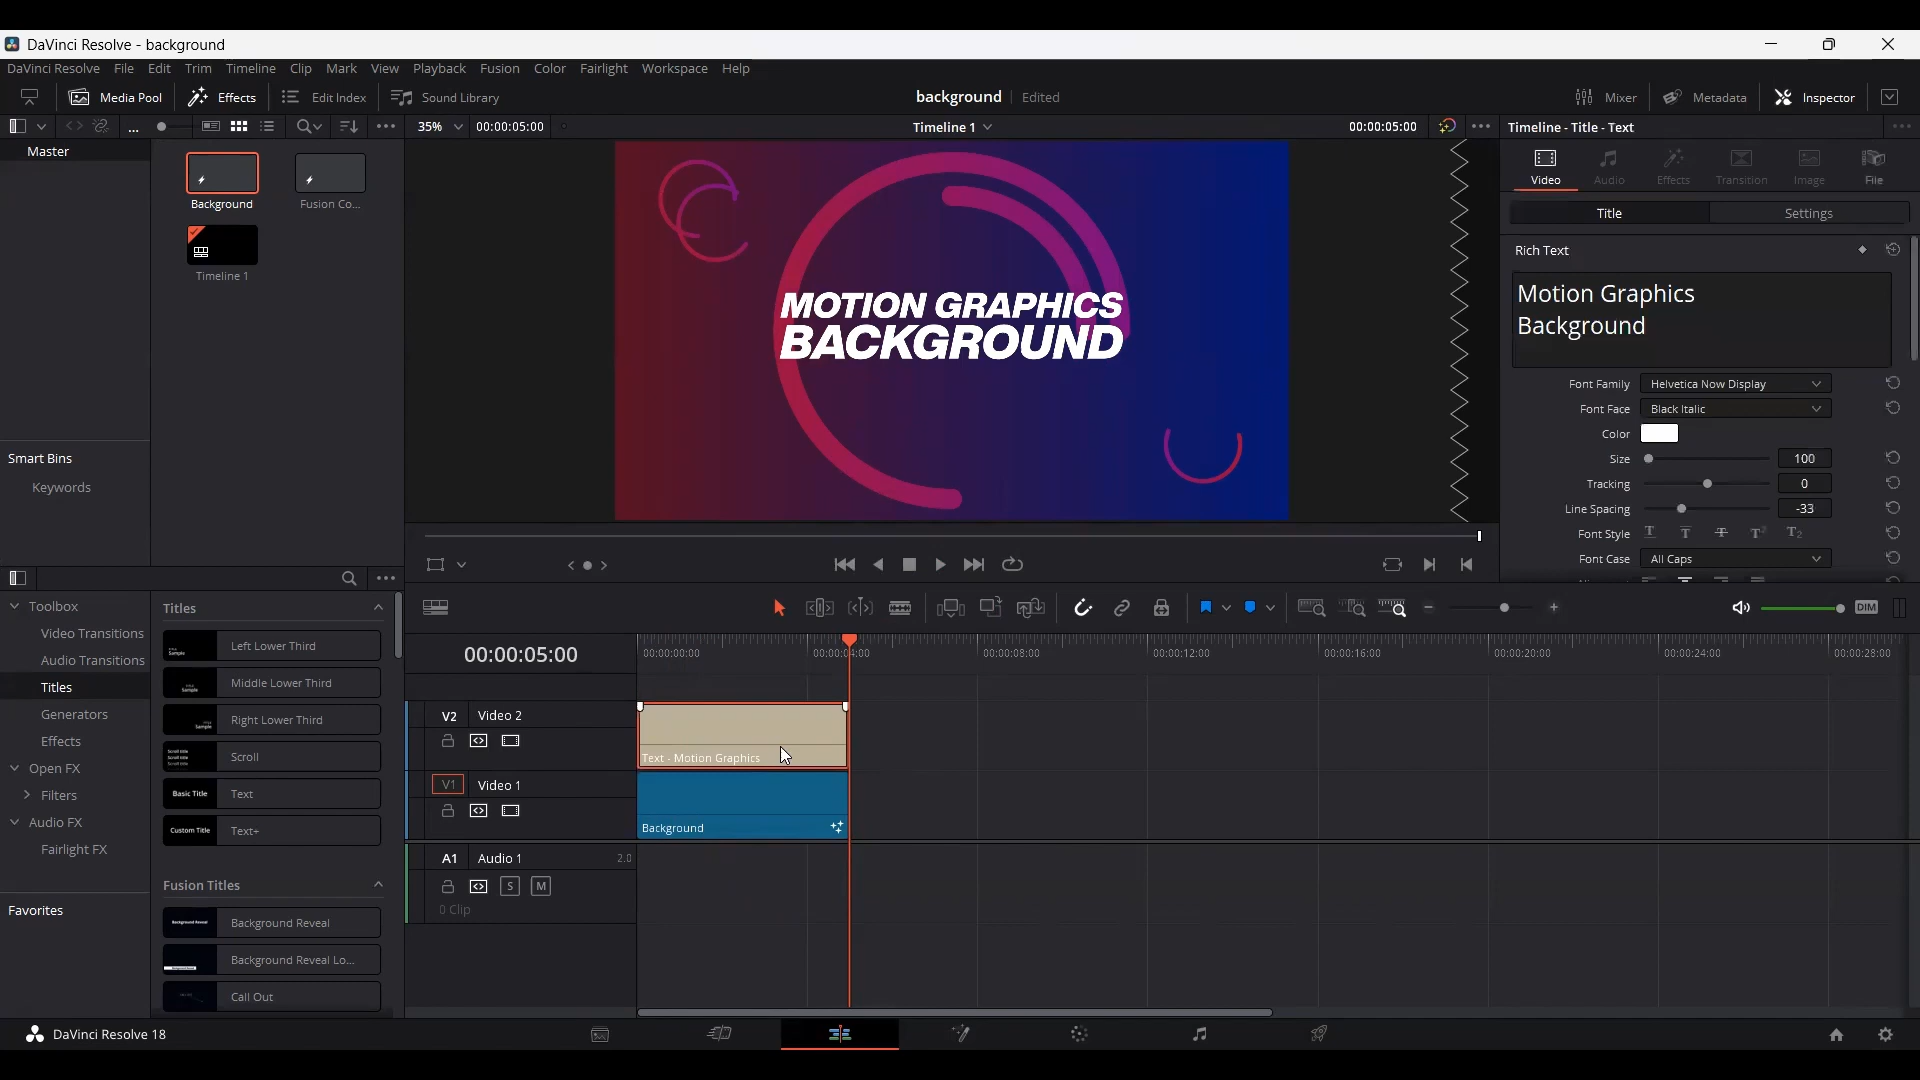 DaVinci Resolve - background
DaVinci Resolve File Edit Trim Timeline Clip Mark View Playback Fusion Color Fairlight Workspace Help
Media Pool Effects Edit Index Sound Library background Edited Mixer Metadata Inspector
... 35% 00:00:05:00 Timeline 1 00:00:05:00 Timeline - Title - Text
Master
Background
Fusion Co...
Timeline 1
Smart Bins
Keywords
MOTION GRAPHICS
BACKGROUND
Video Audio Effects Transition Image File
Title Settings
Rich Text
Motion Graphics
Background
Font Family Helvetica Now Display
Font Face Black Italic
Color
Size 100
Tracking 0
Line Spacing -33
Font Style T T T T² T₂
Font Case All Caps
DIM
Toolbox
Video Transitions
Audio Transitions
Titles
Generators
Effects
Open FX
Filters
Audio FX
Fairlight FX
Favorites
Titles
Left Lower Third
Middle Lower Third
Right Lower Third
Scroll
Basic Title Text
Custom Title Text+
Fusion Titles
Background Reveal Background Reveal
Background Reveal Lo...
Call Out
00:00:05:00
00:00:00:00 00:00:04:00 00:00:08:00 00:00:12:00 00:00:16:00 00:00:20:00 00:00:24:00 00:00:28:00
V2 Video 2
Text - Motion Graphics
V1 Video 1
Background
A1 Audio 1 2.0
S M
0 Clip
DaVinci Resolve 18